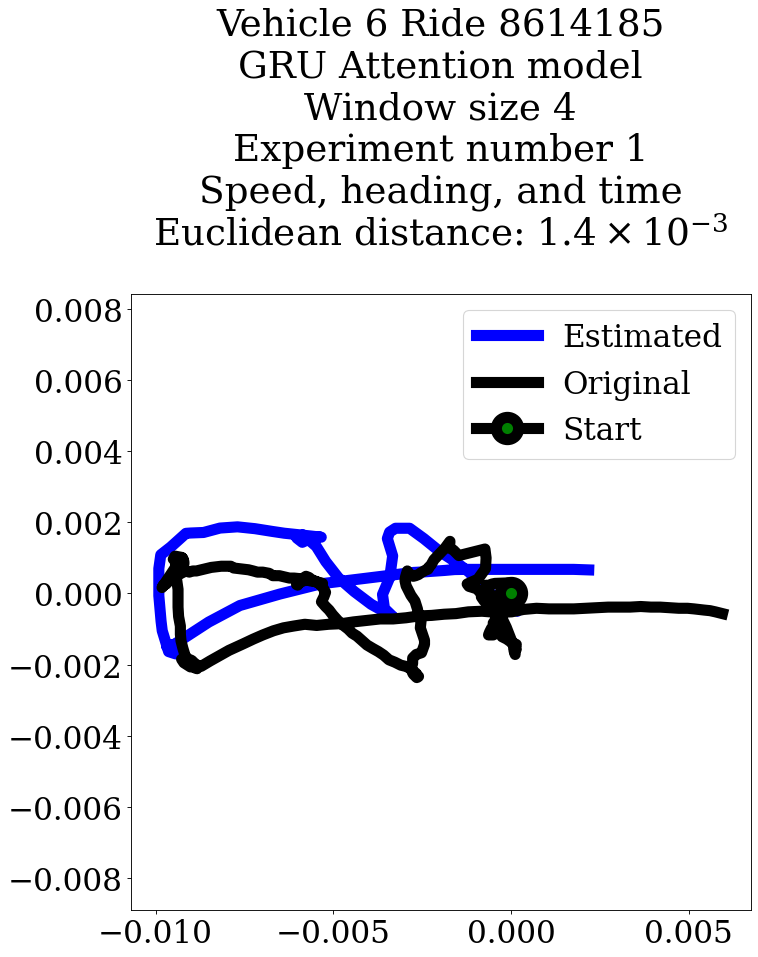 Vehicle 6 Ride 8614185
GRU Attention model
Window size 4
Experiment number 1
Speed, heading, and time
Euclidean distance: 1.4 × 10⁻³
Estimated
Original
Start
0.008
0.006
0.004
0.002
0.000
−0.002
−0.004
−0.006
−0.008
−0.010
−0.005
0.000
0.005